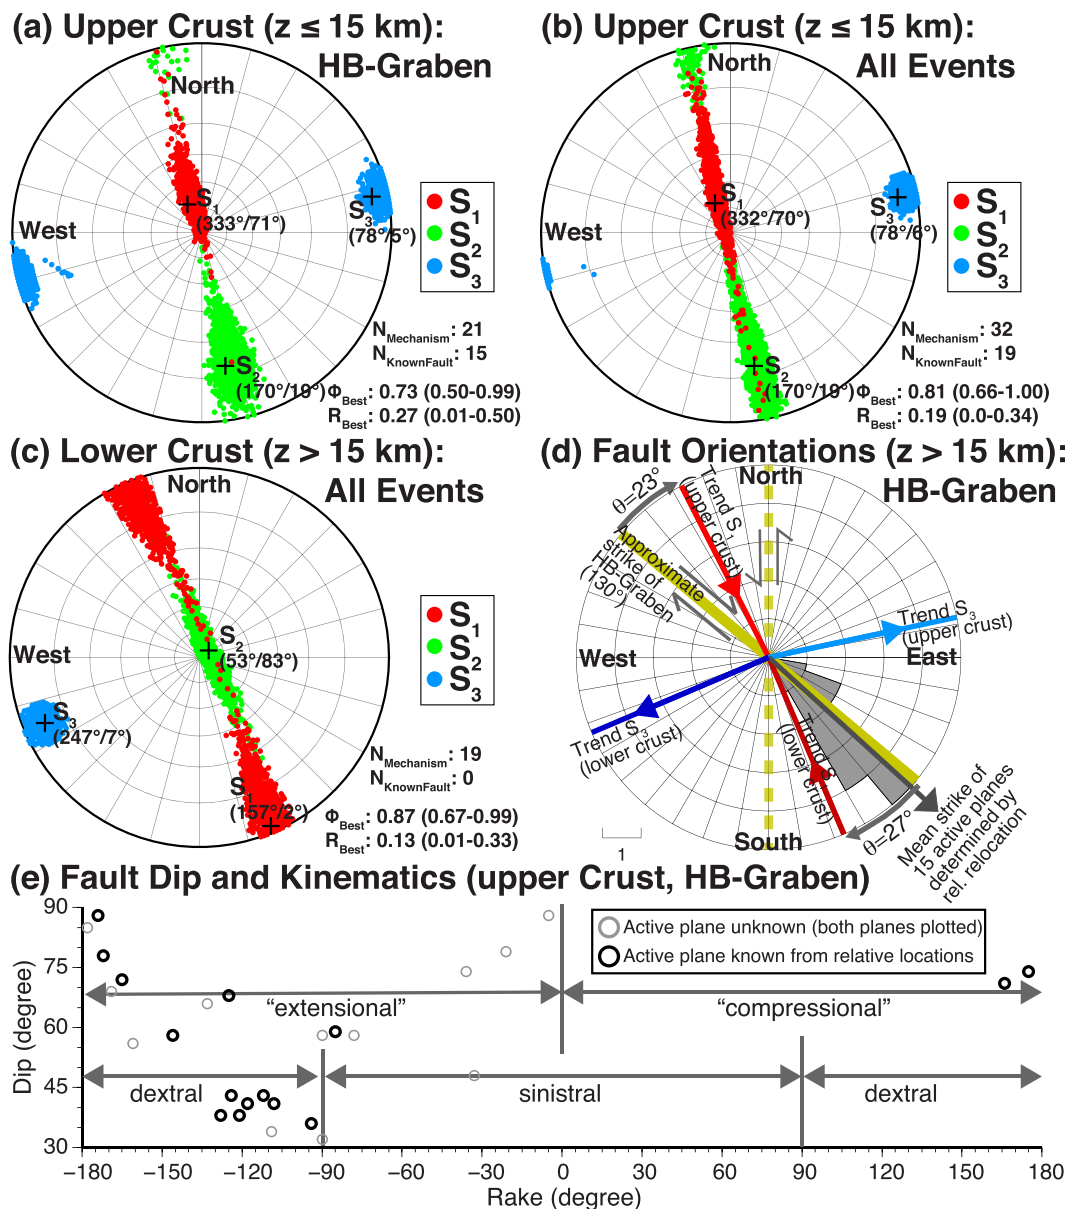 (a) Upper Crust (z ≤ 15 km):
HB-Graben
North
West
S1
(333°/71°)
S3
(78°/5°)
S2
(170°/19°)
S1
S2
S3
NMechanism: 21
NKnownFault: 15
ΦBest: 0.73 (0.50-0.99)
RBest: 0.27 (0.01-0.50)
(b) Upper Crust (z ≤ 15 km):
All Events
North
West
S1
(332°/70°)
S3
(78°/6°)
S2
(170°/19°)
S1
S2
S3
NMechanism: 32
NKnownFault: 19
ΦBest: 0.81 (0.66-1.00)
RBest: 0.19 (0.0-0.34)
(c) Lower Crust (z > 15 km):
All Events
North
West
S2
(53°/83°)
S3
(247°/7°)
S1
(157°/2°)
S1
S2
S3
NMechanism: 19
NKnownFault: 0
ΦBest: 0.87 (0.67-0.99)
RBest: 0.13 (0.01-0.33)
(d) Fault Orientations (z > 15 km):
HB-Graben
North
θ=23°
Trend S1
(upper crust)
Approximate
strike of
HB-Graben
(130°)
Trend S3
(upper crust)
West
East
Trend S3
(lower crust)
Trend S
(lower crust)
South
θ=27°
Mean strike of
15 active planes
determined by
rel. relocation
1
(e) Fault Dip and Kinematics (upper Crust, HB-Graben)
90
75
60
45
30
Dip (degree)
Active plane unknown (both planes plotted)
Active plane known from relative locations
“extensional”
“compressional”
dextral
sinistral
dextral
−180 −150 −120 −90 −60 −30 0 30 60 90 120 150 180
Rake (degree)